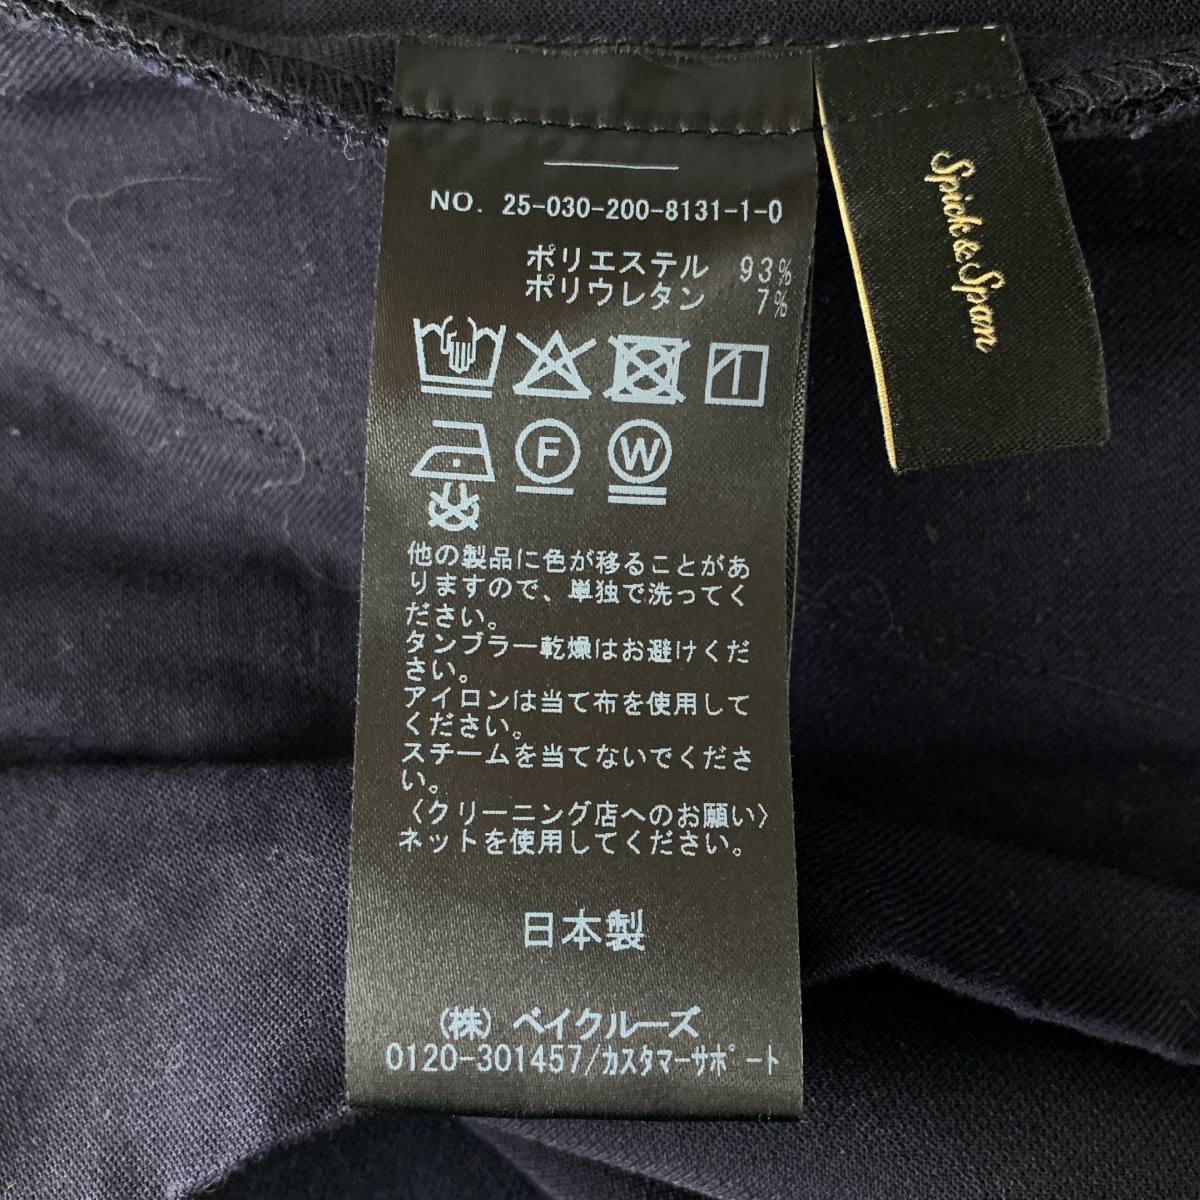 NO. 25-030-200-8131-1-0
ポリエステル 93%
ポリウレタン 7%
F W
他の製品に色が移ることがあ
りますので、単独で洗ってく
ださい。
タンブラー乾燥はお避けくだ
さい。
アイロンは当て布を使用して
ください。
スチームを当てないでくださ
い。
〈クリーニング店へのお願い〉
ネットを使用してください。
日本製
(株) ベイクルーズ
0120-301457/カスタマーサポート
Spick & Span